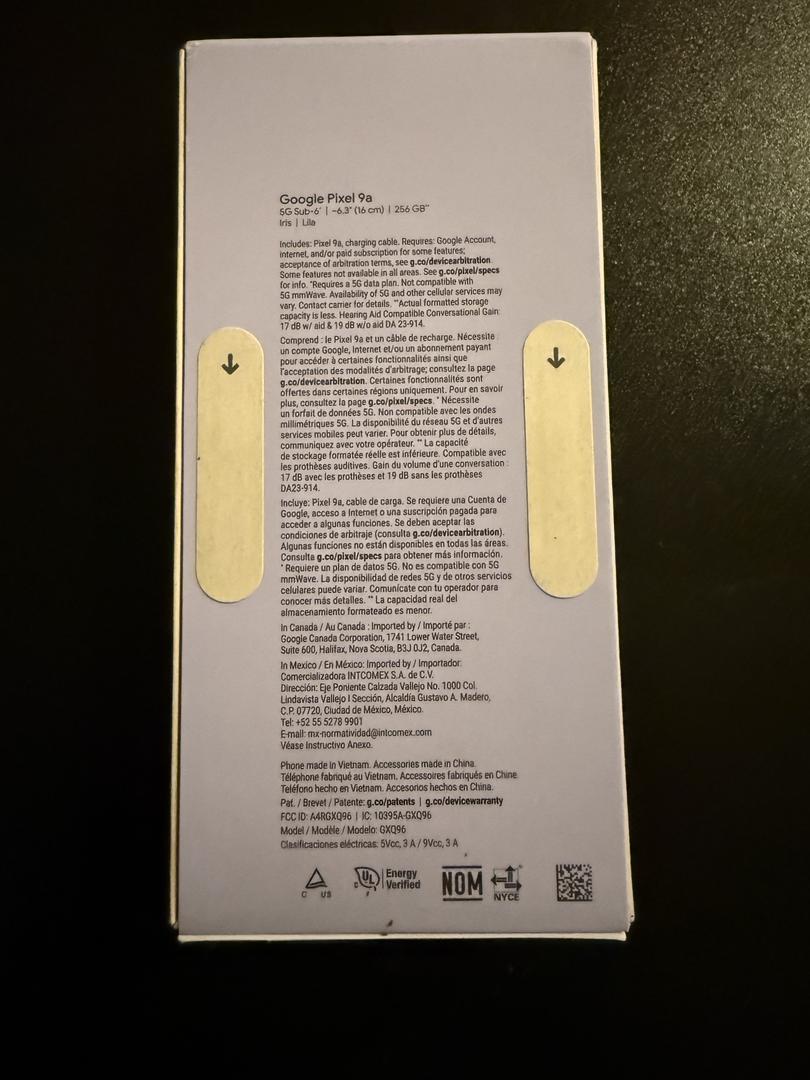 Google Pixel 9a
5G Sub-6* | ~6.3" (16 cm) | 256 GB**
Iris | Lila
Includes: Pixel 9a, charging cable. Requires: Google Account,
internet, and/or paid subscription for some features;
acceptance of arbitration terms, see g.co/devicearbitration.
Some features not available in all areas. See g.co/pixel/specs
for info. *Requires a 5G data plan. Not compatible with
5G mmWave. Availability of 5G and other cellular services may
vary. Contact carrier for details. **Actual formatted storage
capacity is less. Hearing Aid Compatible Conversational Gain:
17 dB w/ aid & 19 dB w/o aid DA 23-914.
Comprend : le Pixel 9a et un câble de recharge. Nécessite :
un compte Google, Internet et/ou un abonnement payant
pour accéder à certaines fonctionnalités ainsi que
l'acceptation des modalités d'arbitrage; consultez la page
g.co/devicearbitration. Certaines fonctionnalités sont
offertes dans certaines régions uniquement. Pour en savoir
plus, consultez la page g.co/pixel/specs. * Nécessite
un forfait de données 5G. Non compatible avec les ondes
millimétriques 5G. La disponibilité du réseau 5G et d'autres
services mobiles peut varier. Pour obtenir plus de détails,
communiquez avec votre opérateur. ** La capacité
de stockage formatée réelle est inférieure. Compatible avec
les prothèses auditives. Gain du volume d'une conversation :
17 dB avec les prothèses et 19 dB sans les prothèses
DA23-914.
Incluye: Pixel 9a, cable de carga. Se requiere una Cuenta de
Google, acceso a Internet o una suscripción pagada para
acceder a algunas funciones. Se deben aceptar las
condiciones de arbitraje (consulta g.co/devicearbitration).
Algunas funciones no están disponibles en todas las áreas.
Consulta g.co/pixel/specs para obtener más información.
* Requiere un plan de datos 5G. No es compatible con 5G
mmWave. La disponibilidad de redes 5G y de otros servicios
celulares puede variar. Comunícate con tu operador para
conocer más detalles. ** La capacidad real del
almacenamiento formateado es menor.
In Canada / Au Canada : Imported by / Importé par :
Google Canada Corporation, 1741 Lower Water Street,
Suite 600, Halifax, Nova Scotia, B3J 0J2, Canada.
In Mexico / En México: Imported by / Importador:
Comercializadora INTCOMEX S.A. de C.V.
Dirección: Eje Poniente Calzada Vallejo No. 1000 Col.
Lindavista Vallejo I Sección, Alcaldía Gustavo A. Madero,
C.P. 07720, Ciudad de México, México.
Tel: +52 55 5278 9901
E-mail: mx-normatividad@intcomex.com
Véase Instructivo Anexo.
Phone made in Vietnam. Accessories made in China.
Téléphone fabriqué au Vietnam. Accessoires fabriqués en Chine.
Teléfono hecho en Vietnam. Accesorios hechos en China.
Pat. / Brevet / Patente: g.co/patents | g.co/devicewarranty
FCC ID: A4RGXQ96 | IC: 10395A-GXQ96
Model / Modèle / Modelo: GXQ96
Clasificaciones eléctricas: 5Vcc, 3 A / 9Vcc, 3 A
C US
C UL Energy Verified
NOM
NYCE